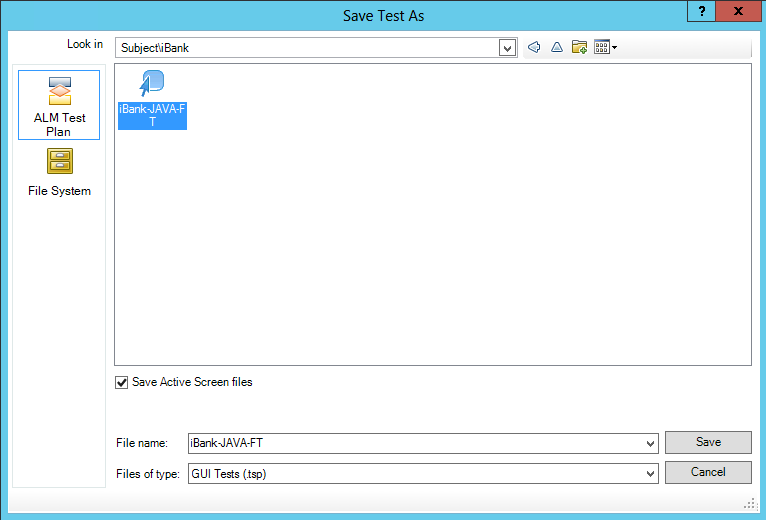 Save Test As
?
x
Look in
Subject\iBank
ALM Test
Plan
File System
iBank-JAVA-F
T
Save Active Screen files
File name:
iBank-JAVA-FT
Save
Files of type:
GUI Tests (.tsp)
Cancel